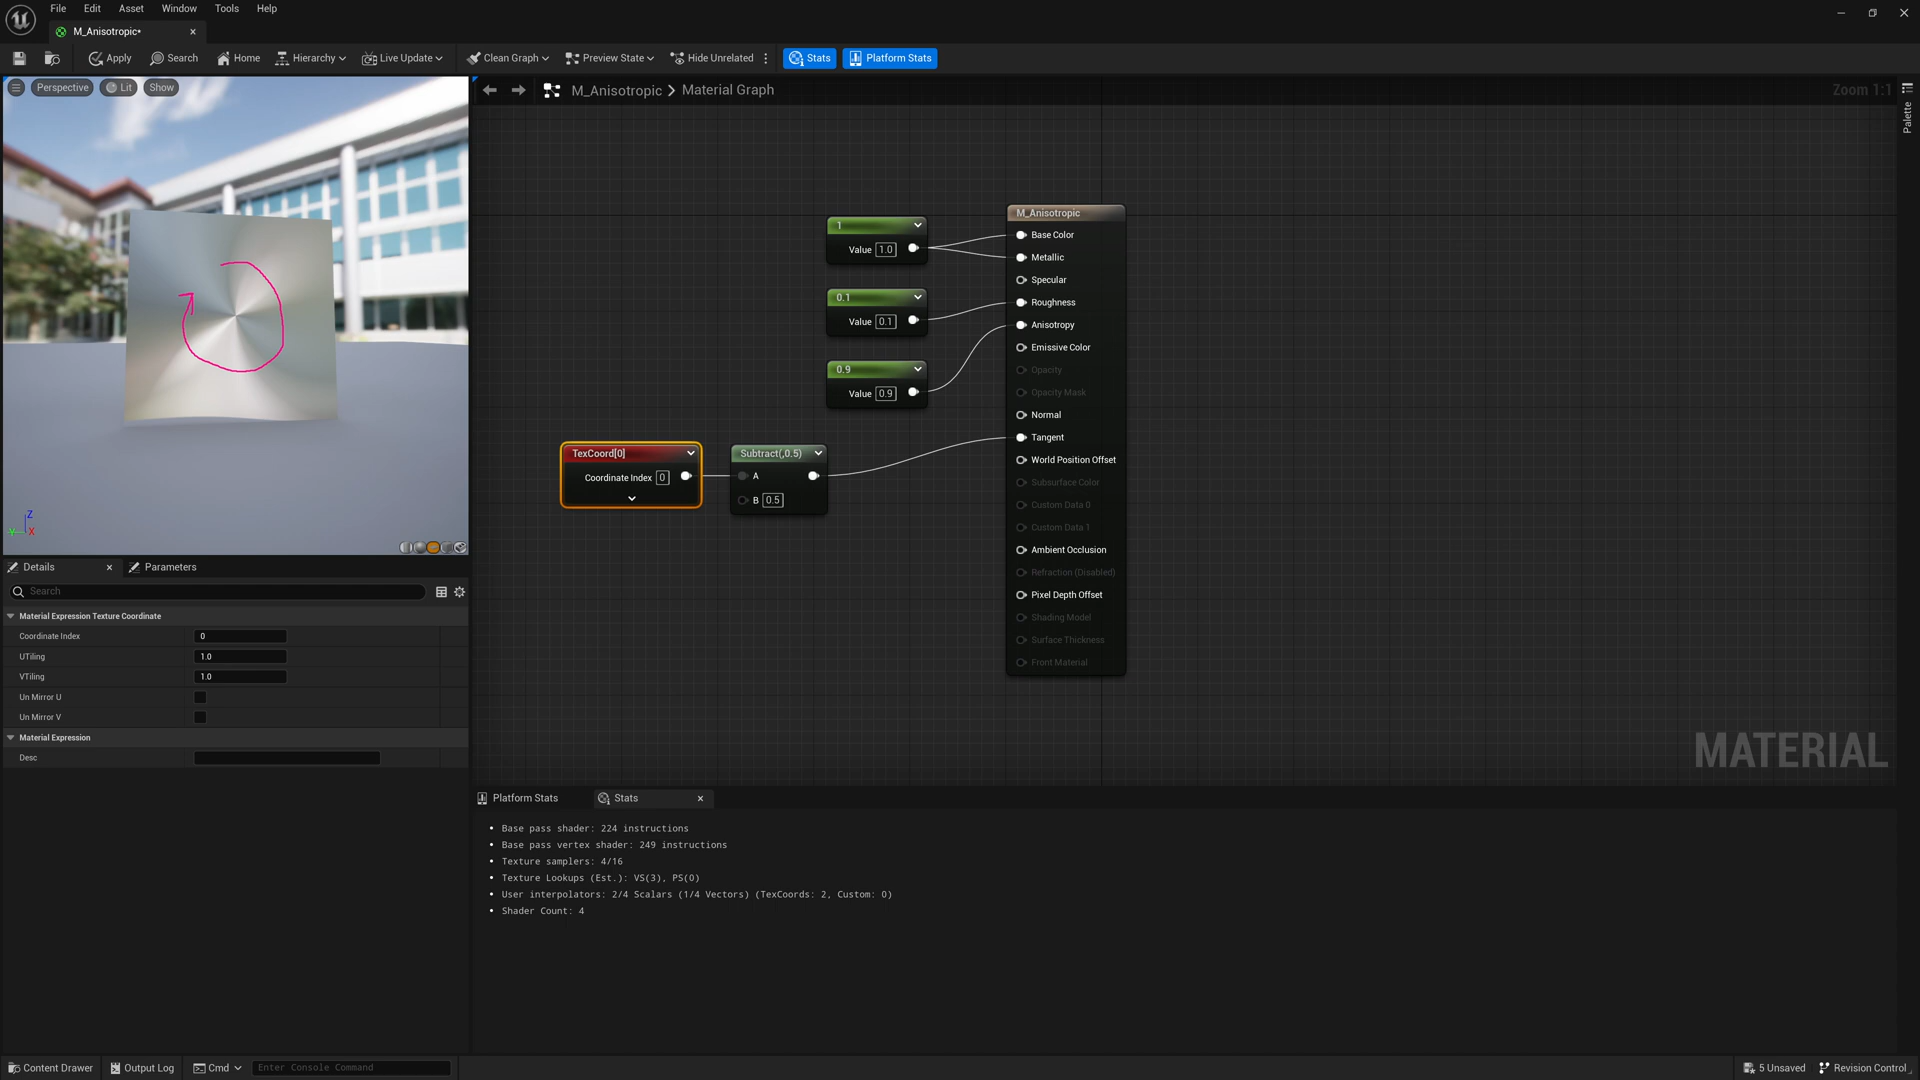 File Edit Asset Window Tools Help
M_Anisotropic*
Apply Search Home Hierarchy Live Update Clean Graph Preview State Hide Unrelated Stats Platform Stats
Perspective Lit Show
M_Anisotropic Material Graph Zoom 1:1
Palette
1
Value 1.0
0.1
Value 0.1
0.9
Value 0.9
TexCoord[0]
Coordinate Index 0
Subtract(,0.5)
A
B 0.5
M_Anisotropic
Base Color
Metallic
Specular
Roughness
Anisotropy
Emissive Color
Opacity
Opacity Mask
Normal
Tangent
World Position Offset
Subsurface Color
Custom Data 0
Custom Data 1
Ambient Occlusion
Refraction (Disabled)
Pixel Depth Offset
Shading Model
Surface Thickness
Front Material
MATERIAL
Z
Y X
Details Parameters
Search
Material Expression Texture Coordinate
Coordinate Index 0
UTiling 1.0
VTiling 1.0
Un Mirror U
Un Mirror V
Material Expression
Desc
Platform Stats Stats
• Base pass shader: 224 instructions
• Base pass vertex shader: 249 instructions
• Texture samplers: 4/16
• Texture Lookups (Est.): VS(3), PS(0)
• User interpolators: 2/4 Scalars (1/4 Vectors) (TexCoords: 2, Custom: 0)
• Shader Count: 4
Content Drawer Output Log Cmd Enter Console Command 5 Unsaved Revision Control